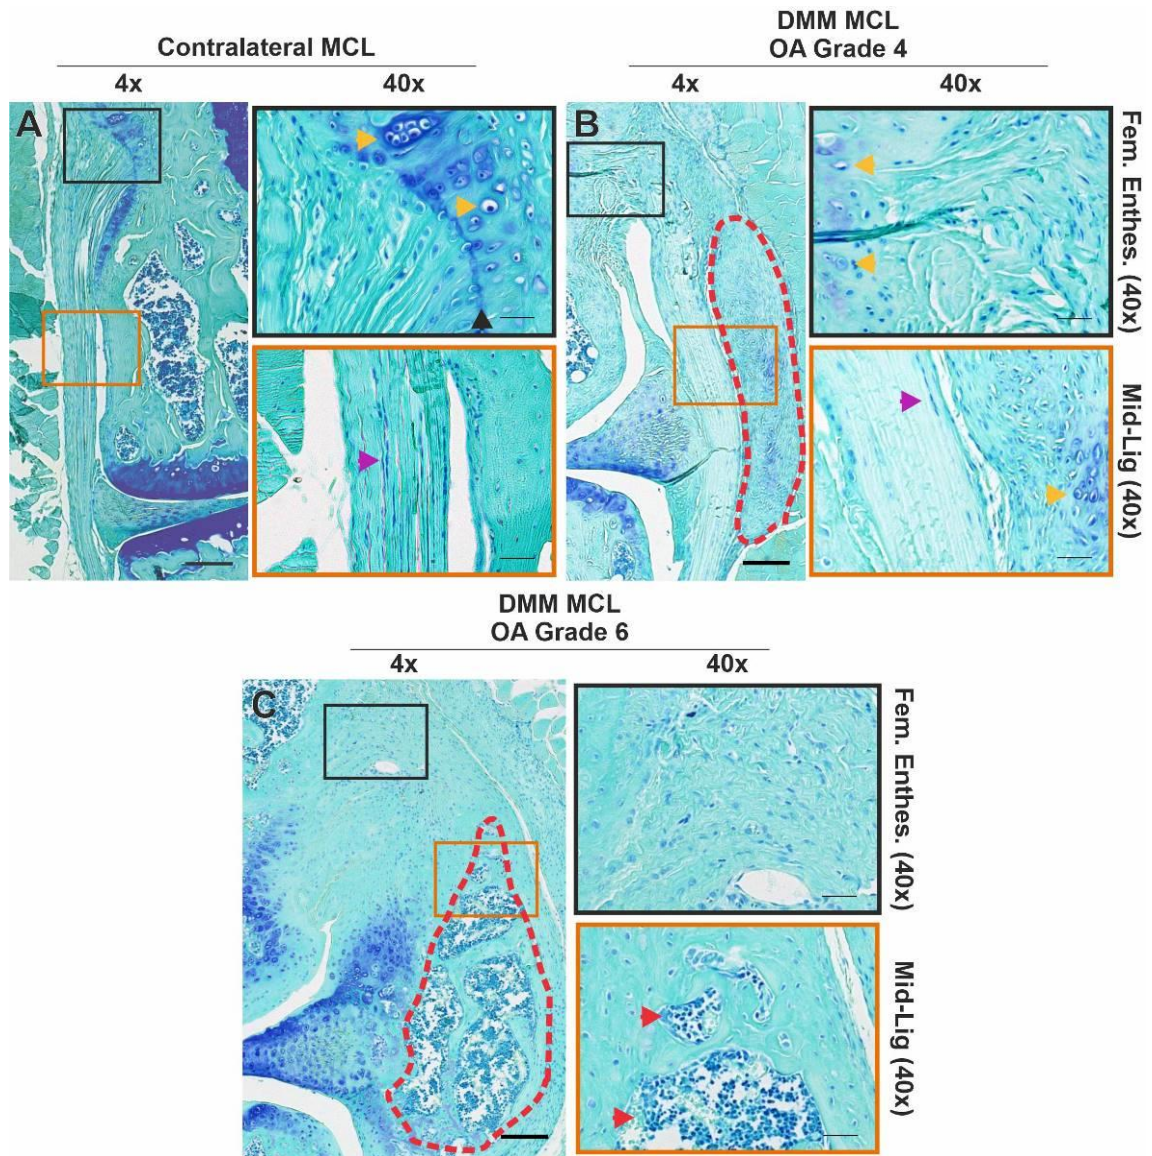 Contralateral MCL
4x 40x
DMM MCL
OA Grade 4
4x 40x
A
B
Fem. Enthes. (40x)
Mid-Lig (40x)
DMM MCL
OA Grade 6
4x 40x
C
Fem. Enthes. (40x)
Mid-Lig (40x)